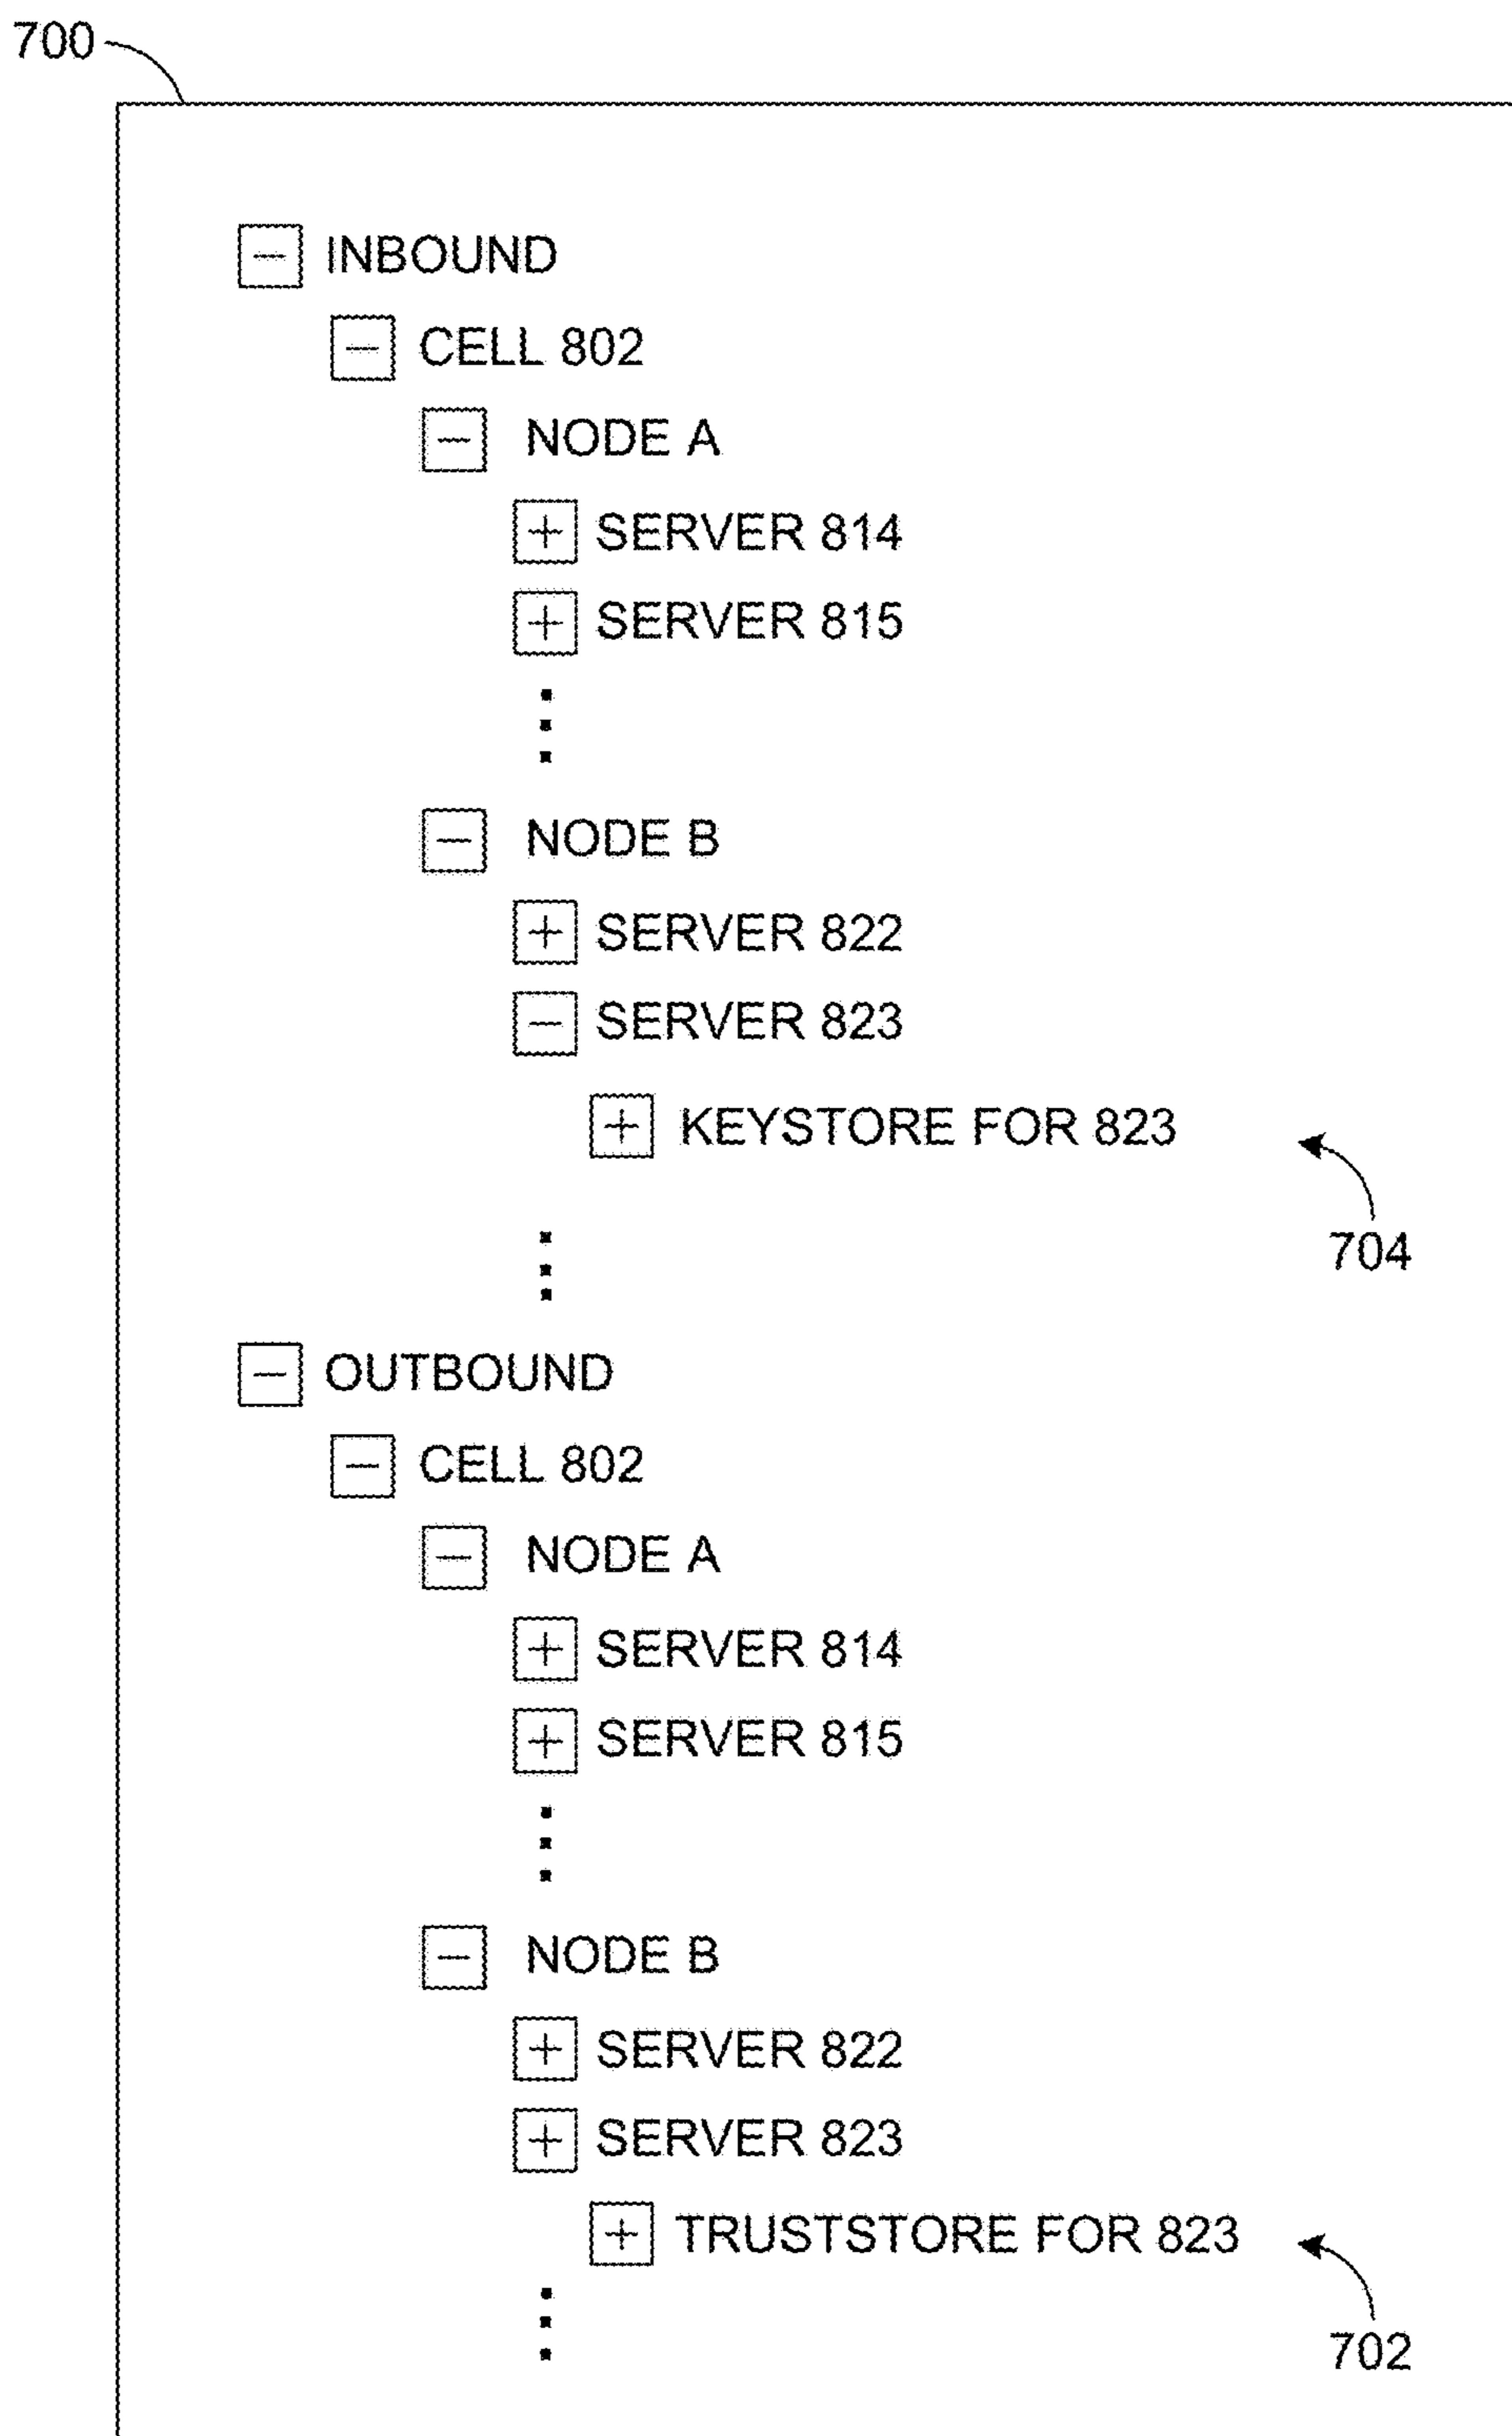 700
INBOUND
CELL 802
NODE A
SERVER 814
SERVER 815
NODE B
SERVER 822
SERVER 823
KEYSTORE FOR 823
704
OUTBOUND
CELL 802
NODE A
SERVER 814
SERVER 815
NODE B
SERVER 822
SERVER 823
TRUSTSTORE FOR 823
702